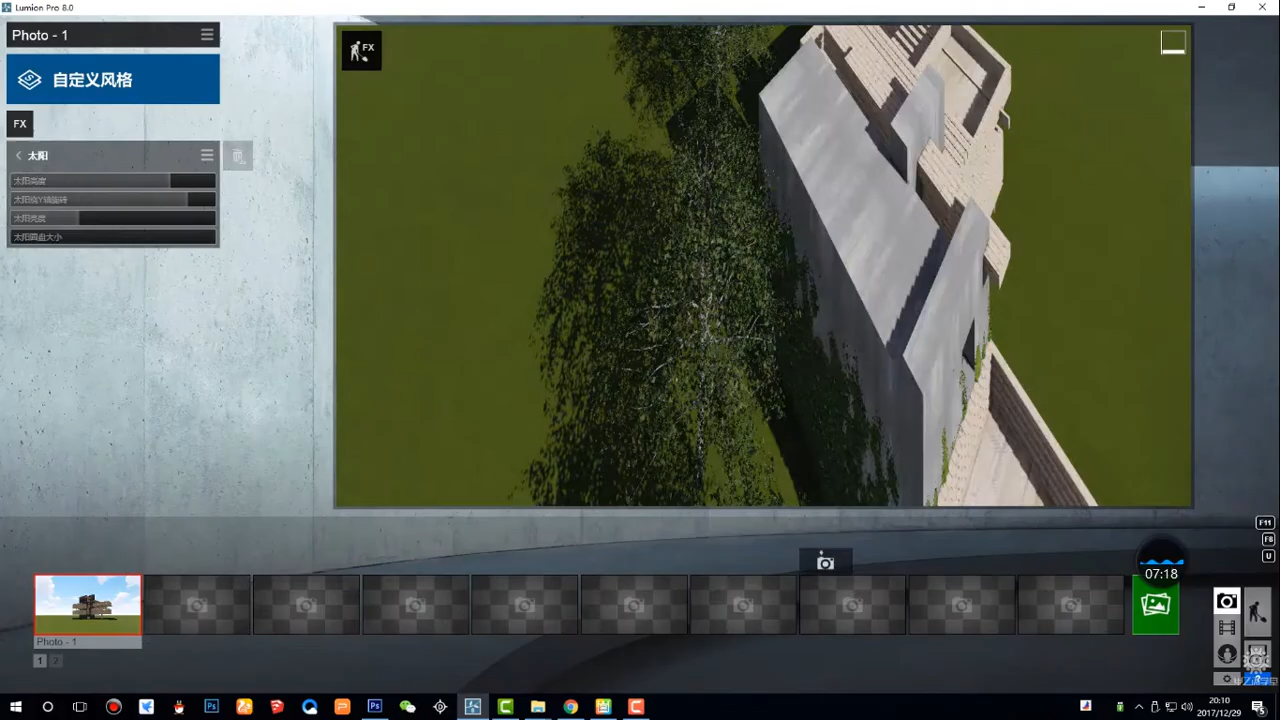 Lumion Pro 8.0
Photo - 1
FX
自定义风格
FX
太阳
太阳高度
太阳绕Y轴旋转
太阳亮度
太阳圆盘大小
F11
F8
U
07:18
Photo - 1
1 2
20:10
2017/12/29